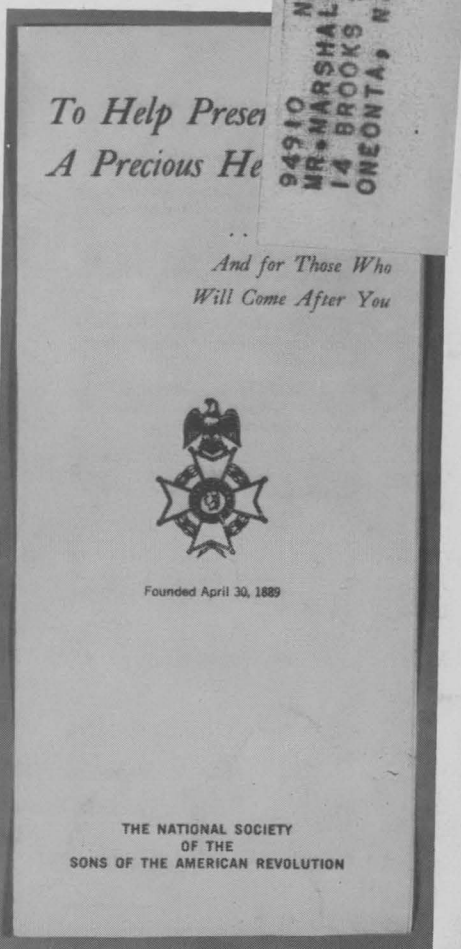 To Help Preser
A Precious He
. .
And for Those Who
Will Come After You
Founded April 30, 1889
THE NATIONAL SOCIETY
OF THE
SONS OF THE AMERICAN REVOLUTION
94910 N
MR. MARSHAL
14 BROOKS
ONEONTA, N.